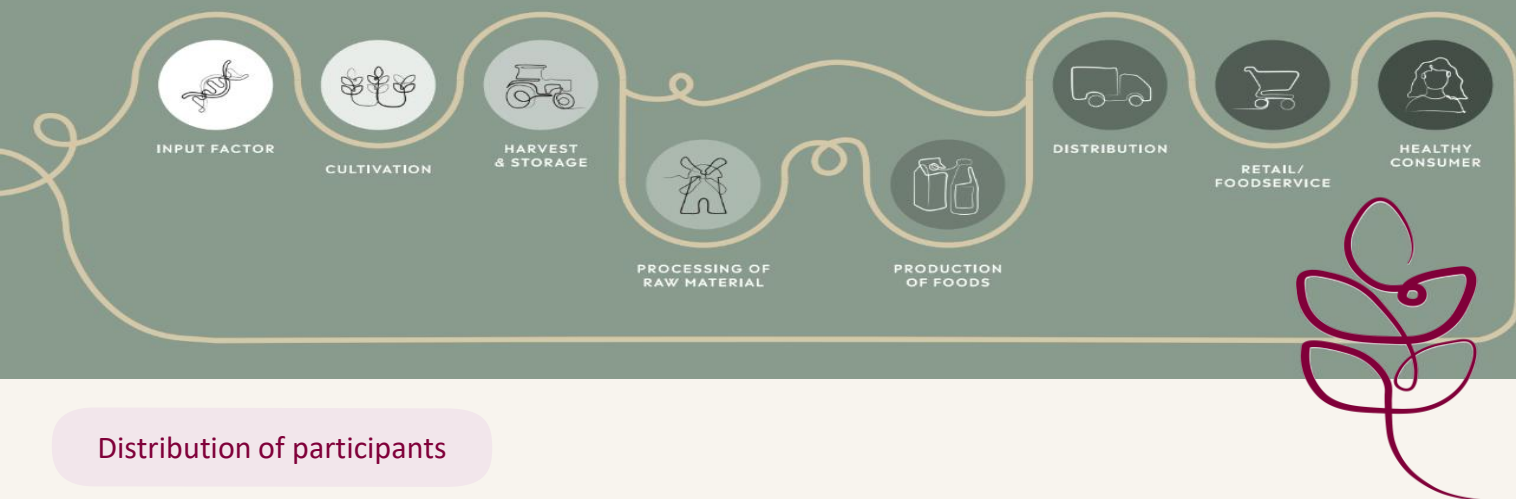 INPUT FACTOR
CULTIVATION
HARVEST
& STORAGE
PROCESSING OF
RAW MATERIAL
PRODUCTION
OF FOODS
DISTRIBUTION
RETAIL/
FOODSERVICE
HEALTHY
CONSUMER
Distribution of participants